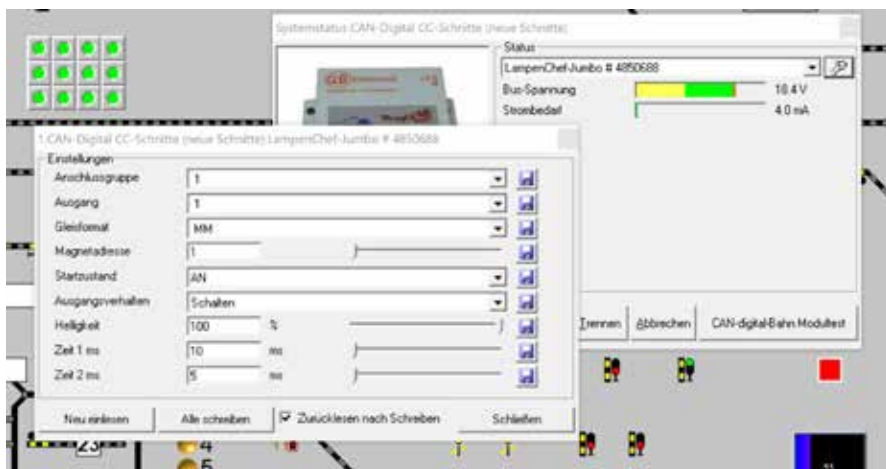 Systemstatus CAN-Digital CC-Schnitte (neue Schnitte)
Status
LampenChef-Jumbo # 4850688
Bus-Spannung 18.4 V
Strombedarf 4.0 mA
1.CAN-Digital CC-Schnitte (neue Schnitte) LampenChef-Jumbo # 4850688
Einstellungen
Anschlussgruppe 1
Ausgang 1
Gleisformat MM
Magnetadresse 1
Startzustand AN
Ausgangsverhalten Schalten
Helligkeit 100 %
Zeit 1 ms 10 ms
Zeit 2 ms 5 ms
Trennen Abbrechen CAN-digital-Bahn Modultest
Neu einlesen Alle schreiben Zurücklesen nach Schreiben Schließen
23
4
5